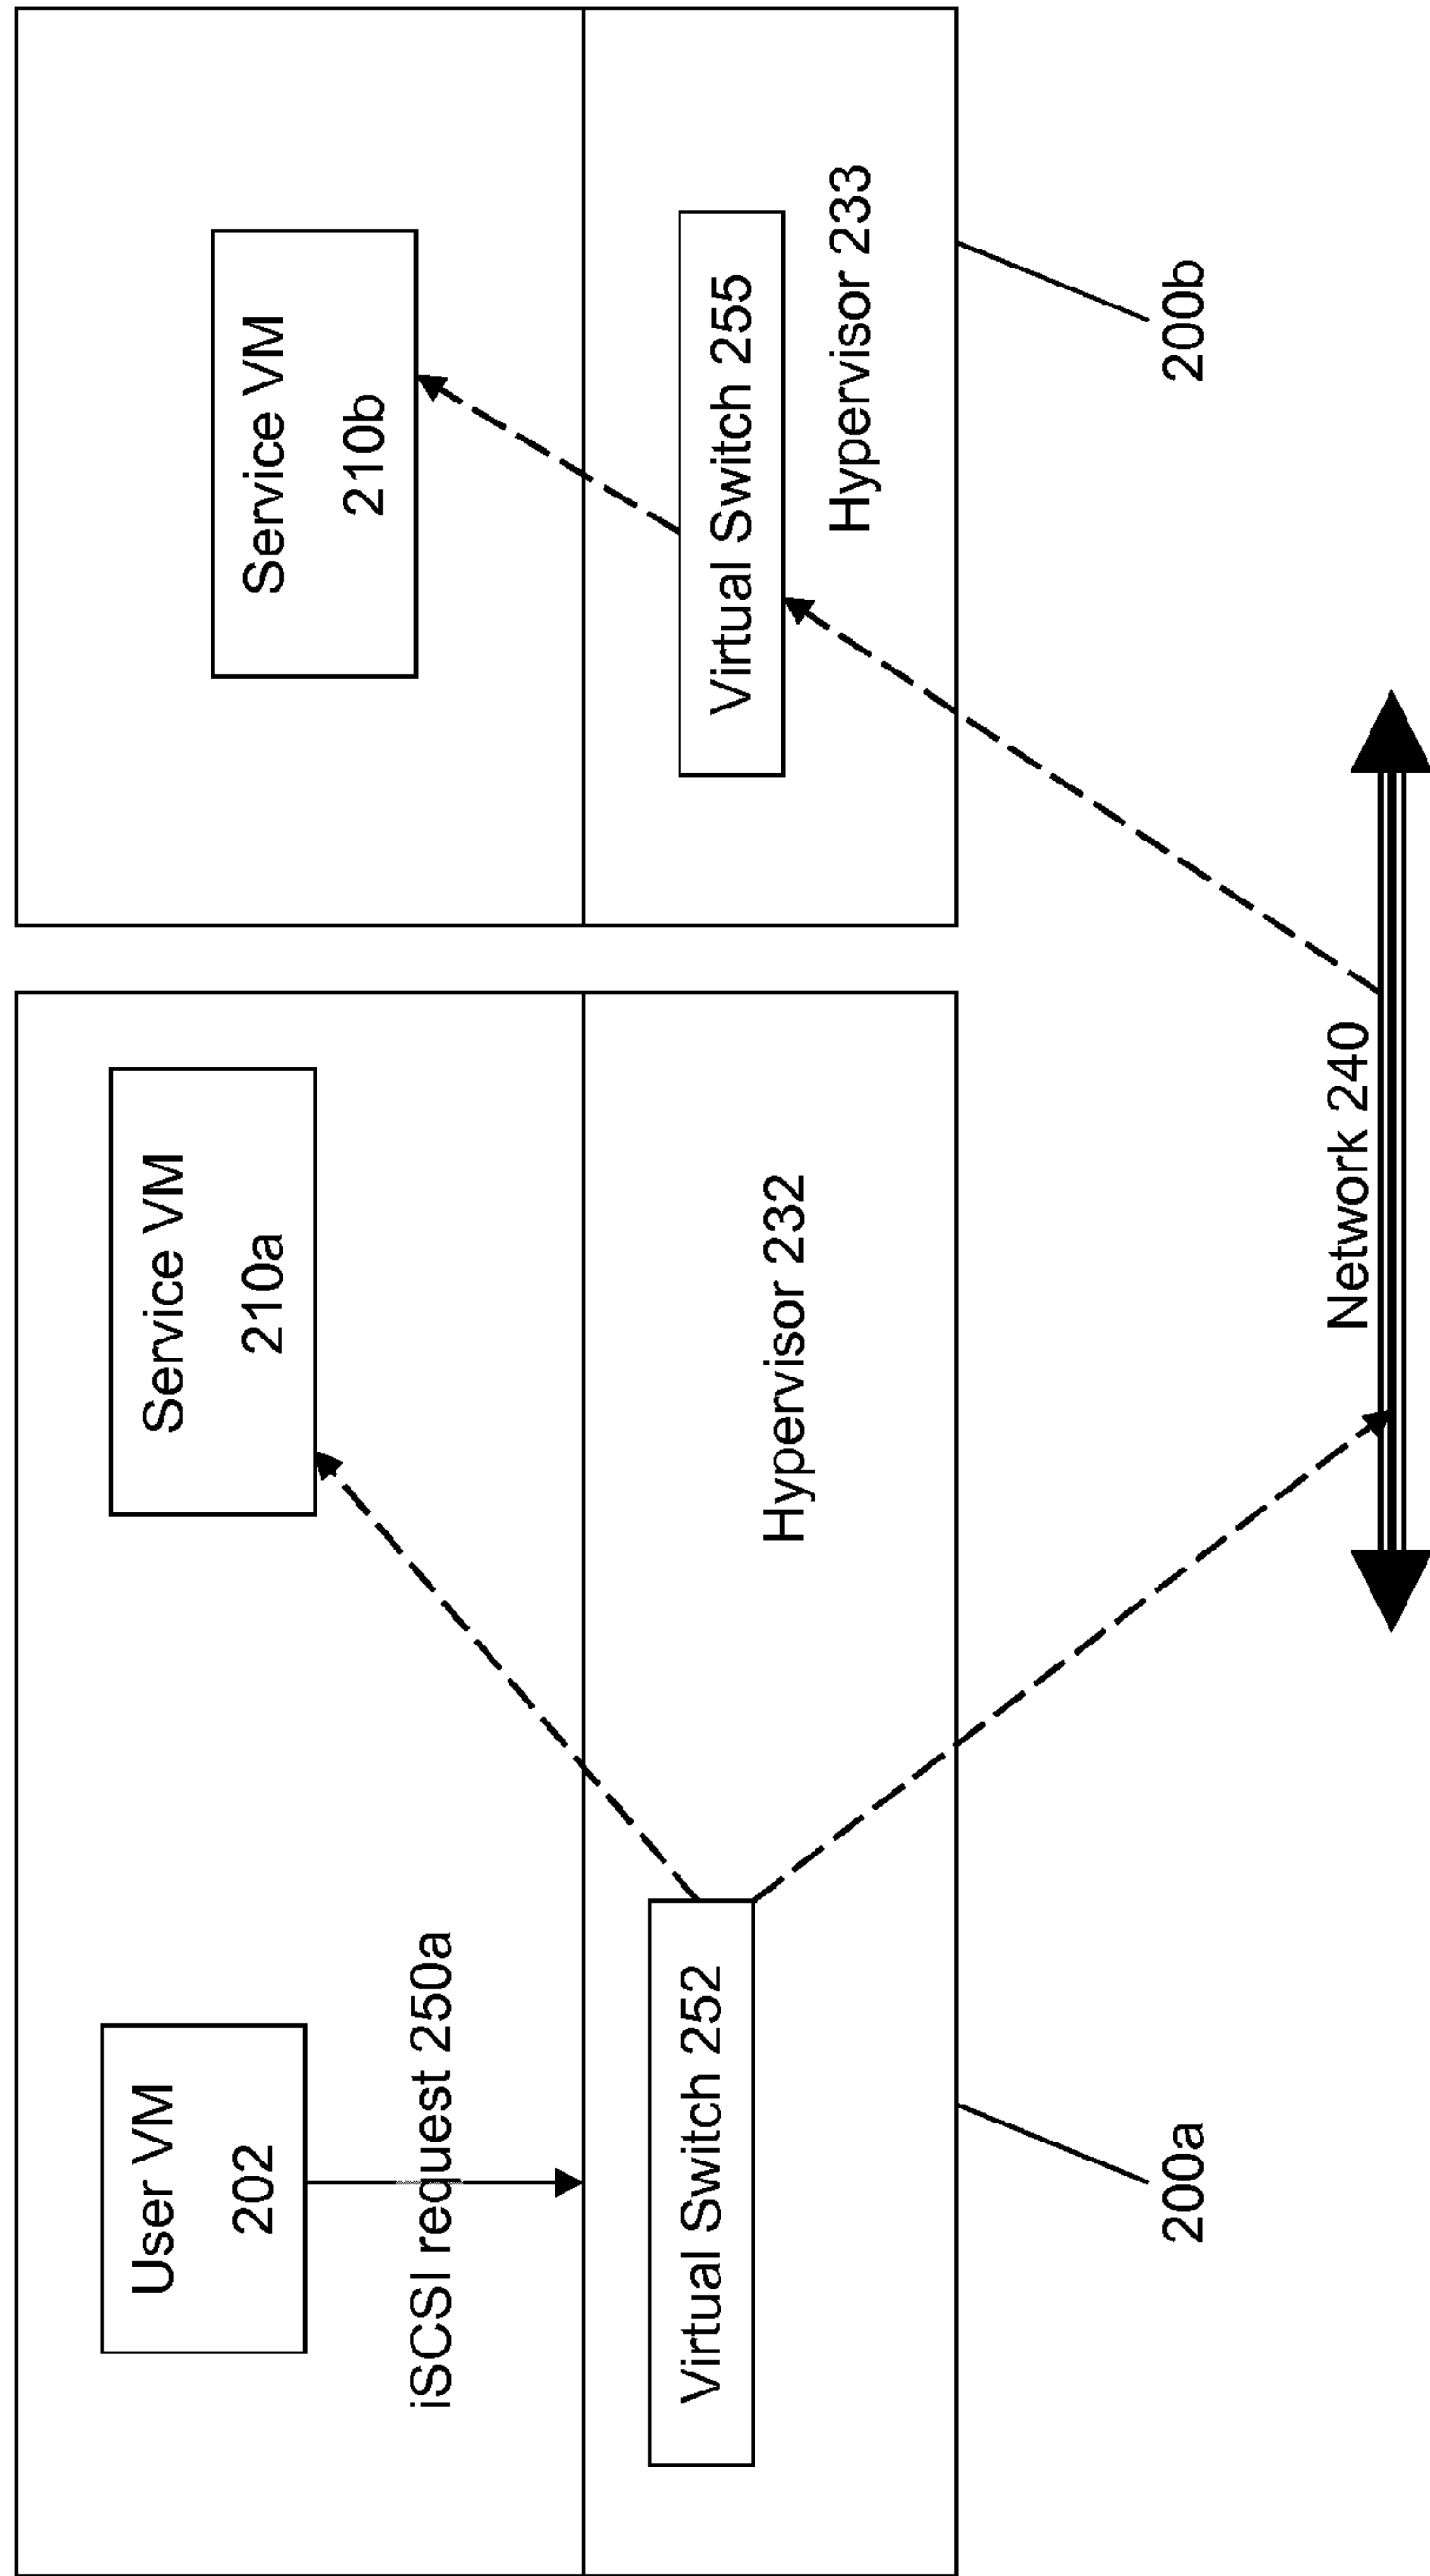 User VM
202
iSCSI request 250a
Virtual Switch 252
200a
Service VM
210a
Hypervisor 232
Network 240
Service VM
210b
Virtual Switch 255
Hypervisor 233
200b